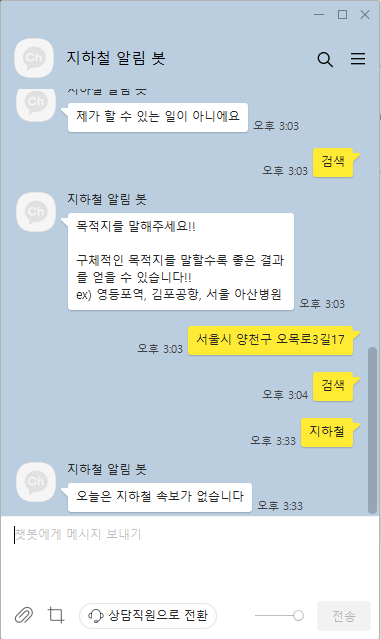 지하철 알림 봇
Ch
지하철 알림 봇
제가 할 수 있는 일이 아니에요
오후 3:03
검색
오후 3:03
Ch
지하철 알림 봇
목적지를 말해주세요!!
구체적인 목적지를 말할수록 좋은 결과
를 얻을 수 있습니다!!
ex) 영등포역, 김포공항, 서울 아산병원
오후 3:03
서울시 양천구 오목로3길17
오후 3:03
검색
오후 3:04
지하철
오후 3:33
Ch
지하철 알림 봇
오늘은 지하철 속보가 없습니다
오후 3:33
챗봇에게 메시지 보내기
상담직원으로 전환
전송